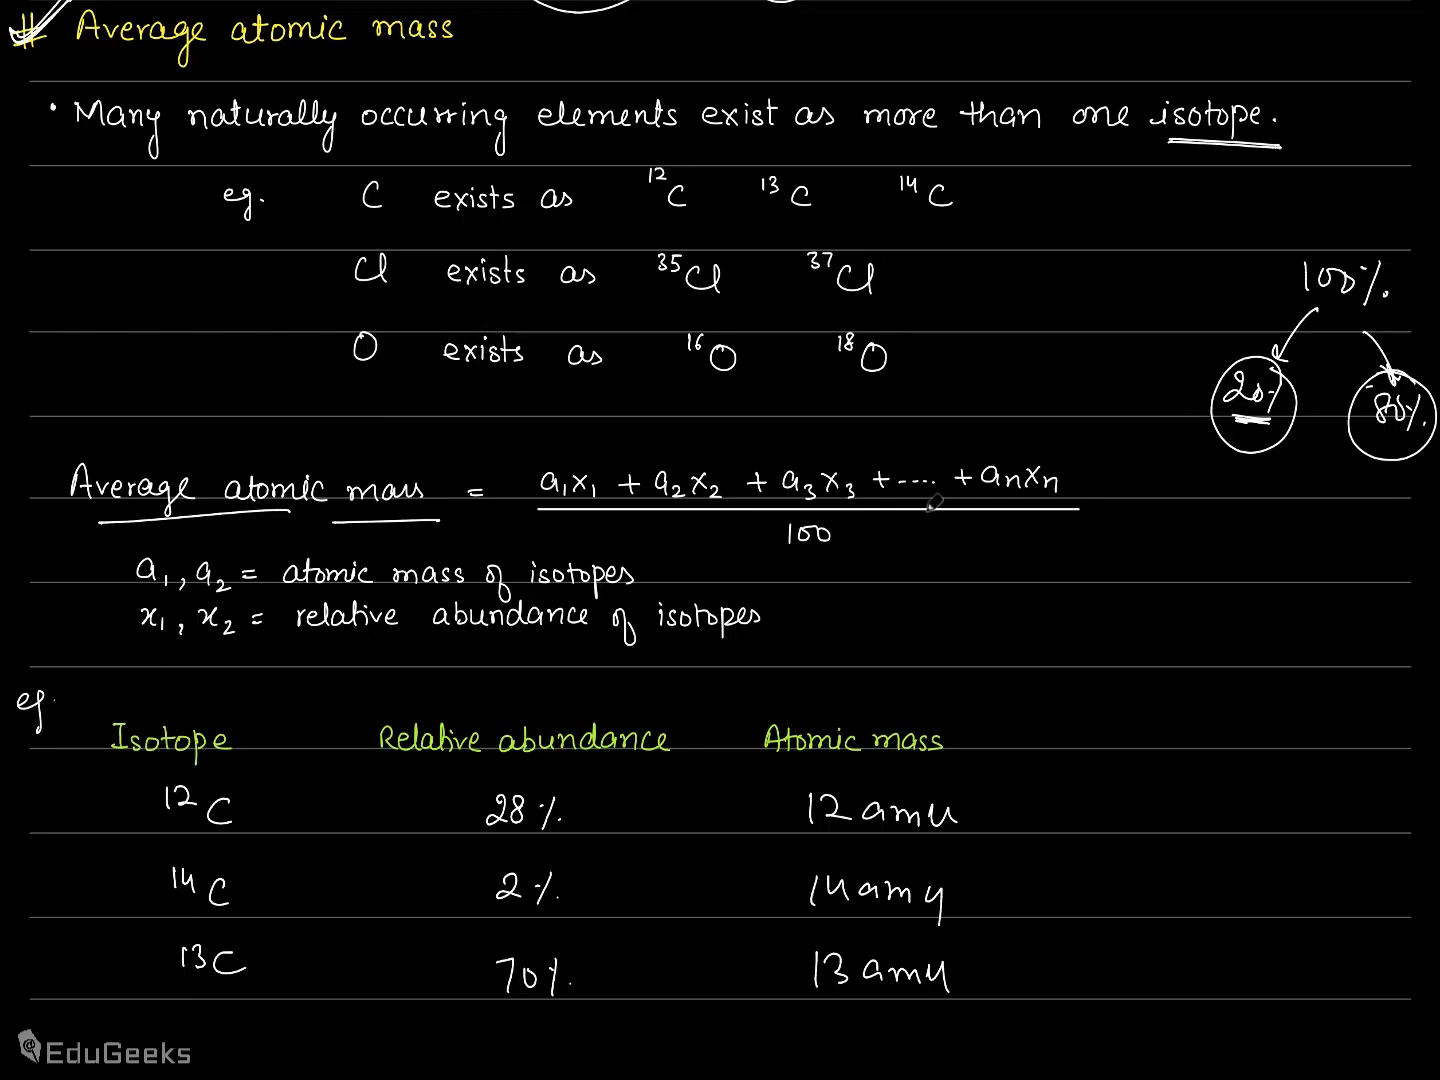 # Average atomic mass
• Many naturally occurring elements exist as more than one isotope.
eg. C exists as ¹²C ¹³C ¹⁴C
Cl exists as ³⁵Cl ³⁷Cl
100%.
O exists as ¹⁶O ¹⁸O
20% 80%.
Average atomic mass = a₁x₁ + a₂x₂ + a₃x₃ + .... + anxn
100
a₁, a₂ = atomic mass of isotopes
x₁, x₂ = relative abundance of isotopes
eg.
Isotope Relative abundance Atomic mass
¹²C 28%. 12 amu
¹⁴C 2%. 14 amu
¹³C 70%. 13 amu
EduGeeks